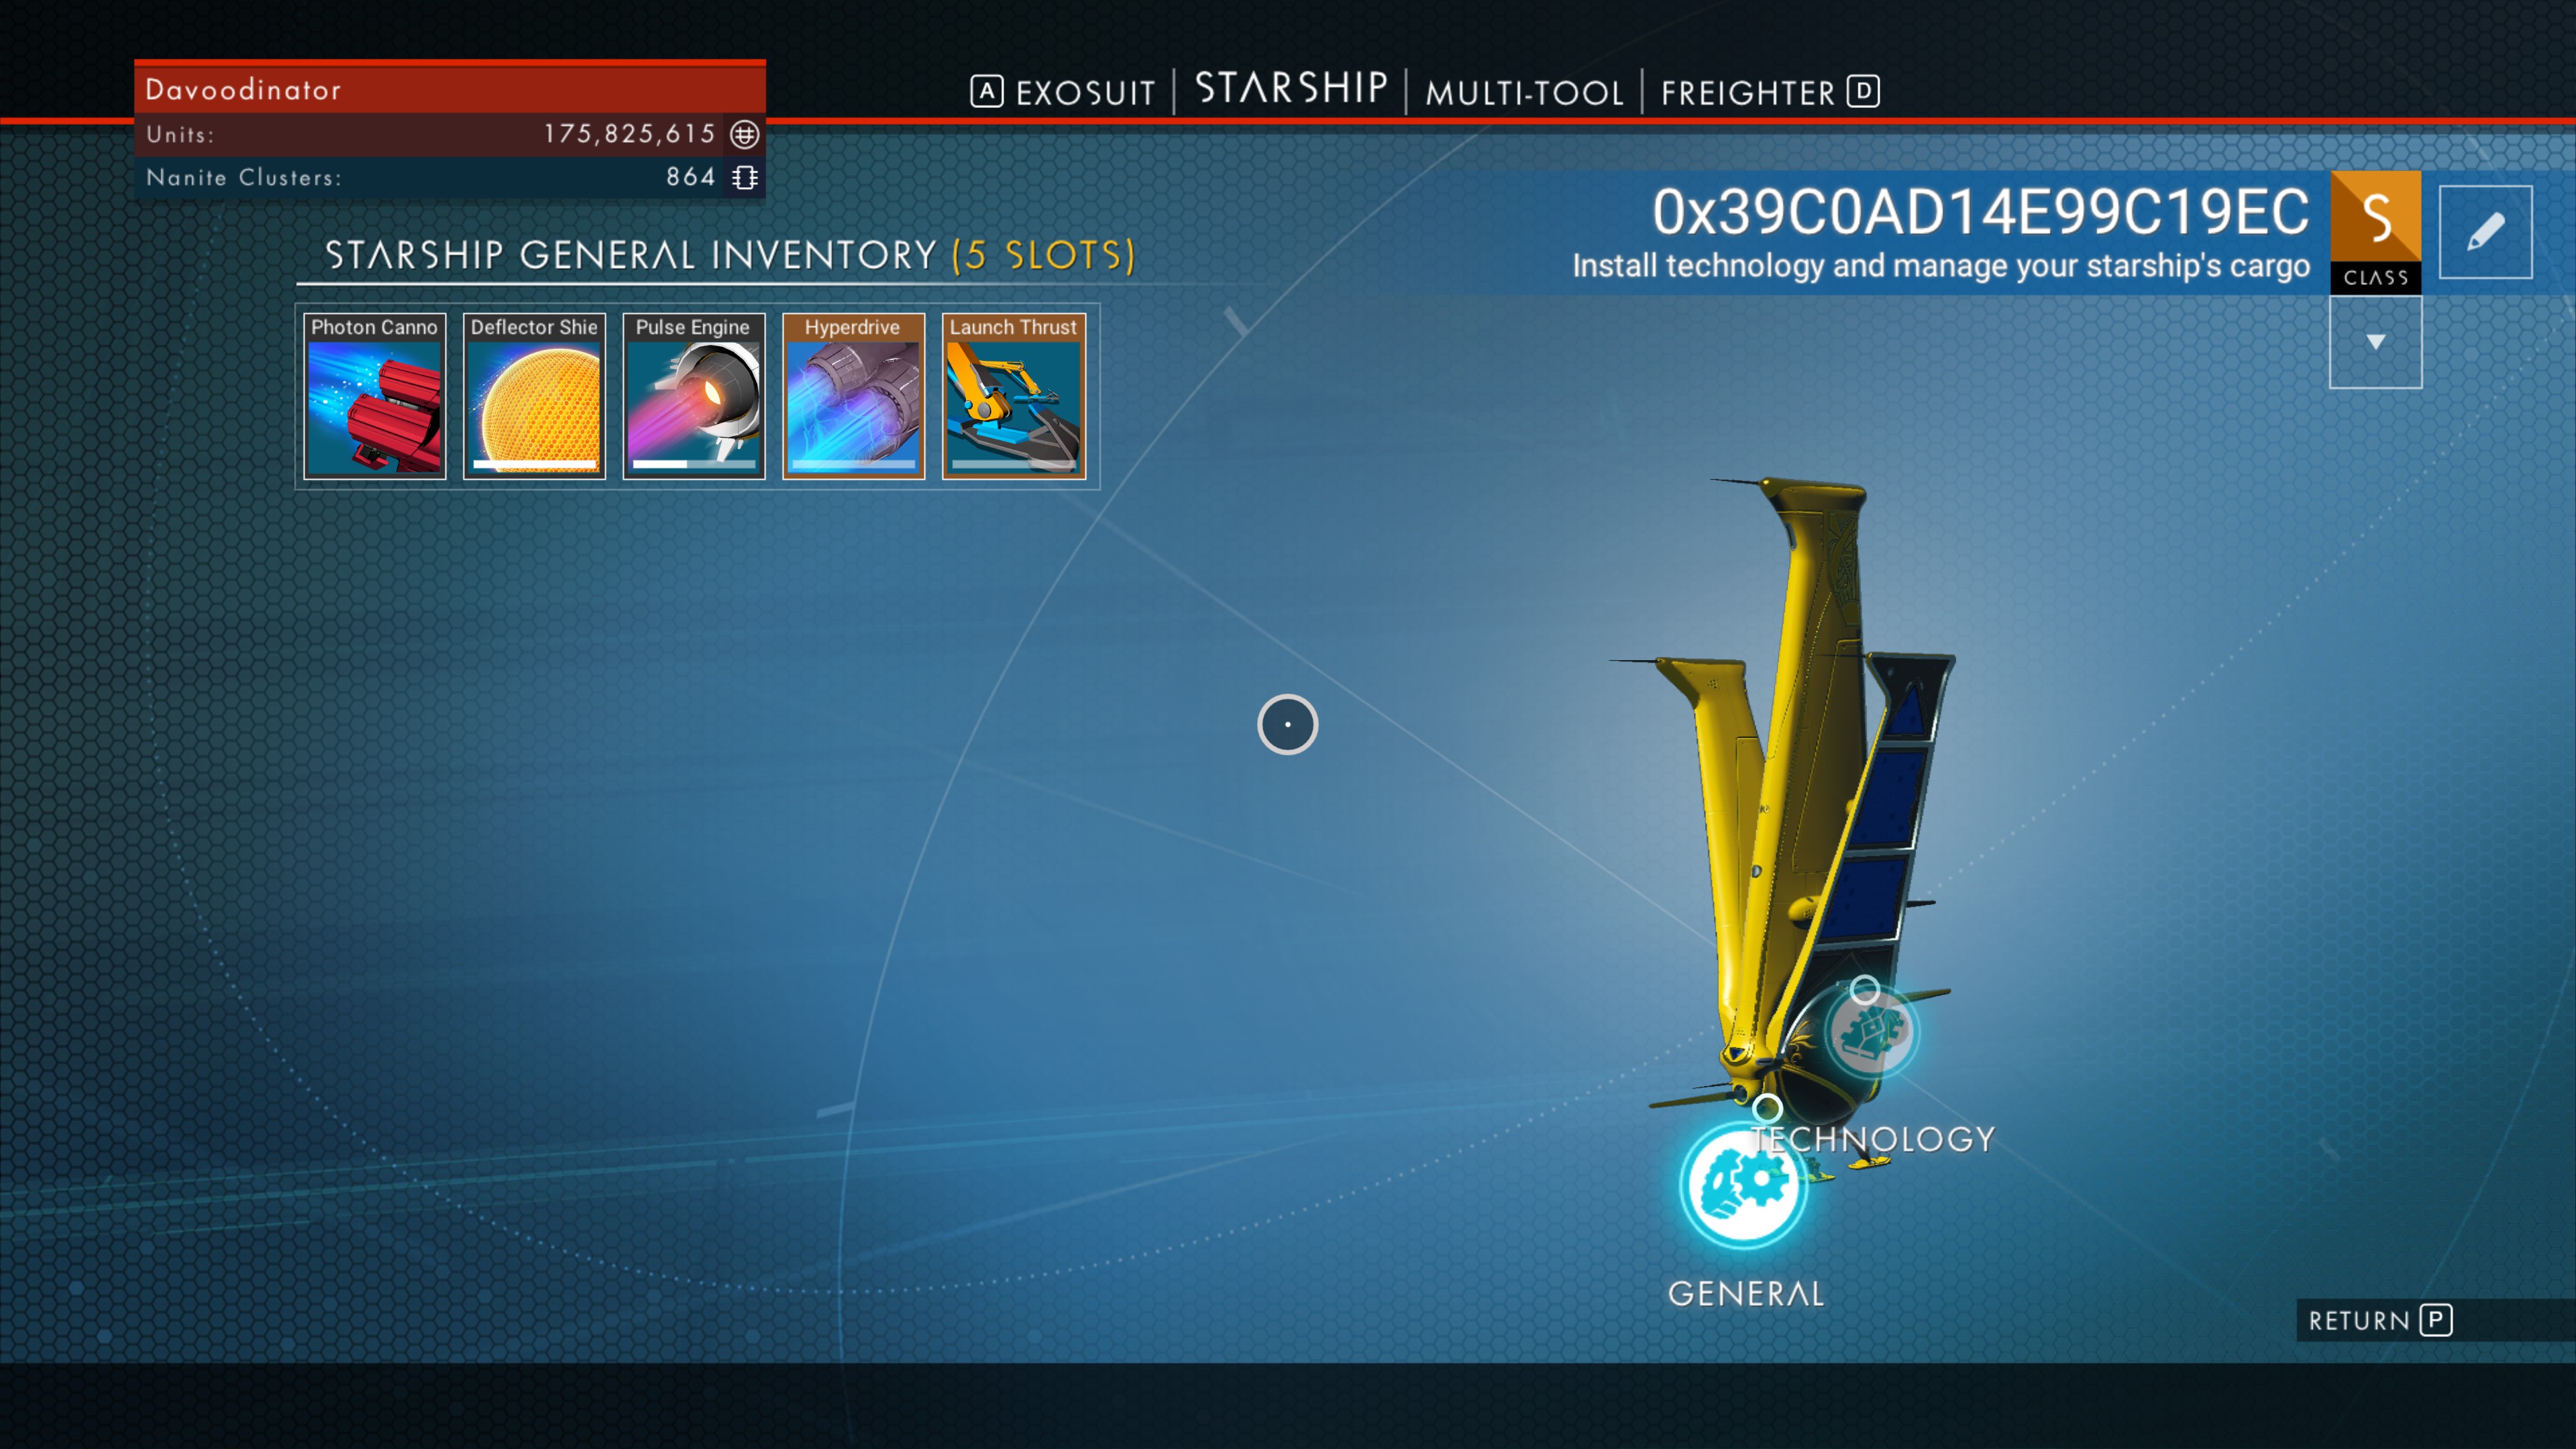 Davoodinator
Units: 175,825,615
Nanite Clusters: 864
A EXOSUIT STARSHIP MULTI-TOOL FREIGHTER D
0x39C0AD14E99C19EC
Install technology and manage your starship's cargo
S
CLASS
STARSHIP GENERAL INVENTORY (5 SLOTS)
Photon Canno
Deflector Shie
Pulse Engine
Hyperdrive
Launch Thrust
TECHNOLOGY
GENERAL
RETURN P